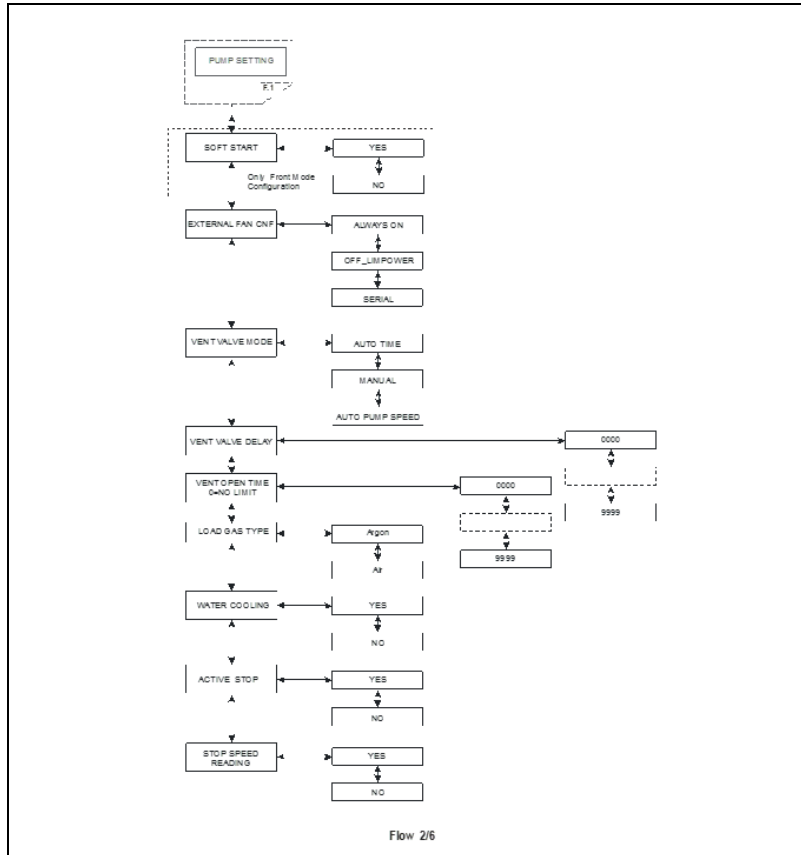 PUMP SETTING
F.1
SOFT START
YES
Only Front Mode
Configuration
NO
EXTERNAL FAN CNF
ALWAYS ON
OFF_LIMPOWER
SERIAL
VENT VALVE MODE
AUTO TIME
MANUAL
AUTO PUMP SPEED
VENT VALVE DELAY
0000
VENT OPEN TIME
0=NO LIMIT
0000
9999
LOAD GAS TYPE
Argon
9999
Air
WATER COOLING
YES
NO
ACTIVE STOP
YES
NO
STOP SPEED
READING
YES
NO
Flow 2/6